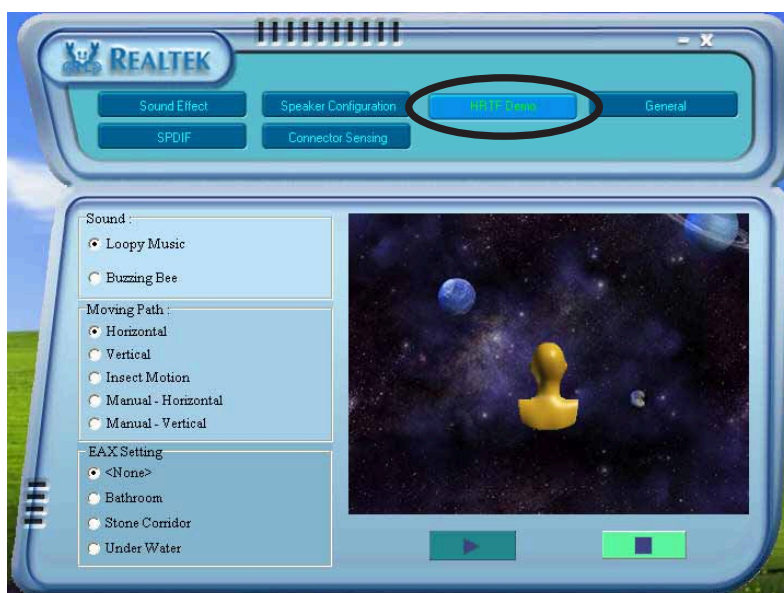 REALTEK
Sound Effect
Speaker Configuration
HRTF Demo
General
SPDIF
Connector Sensing
Sound :
Loopy Music
Buzzing Bee
Moving Path :
Horizontal
Vertical
Insect Motion
Manual - Horizontal
Manual - Vertical
EAX Setting
<None>
Bathroom
Stone Corridor
Under Water